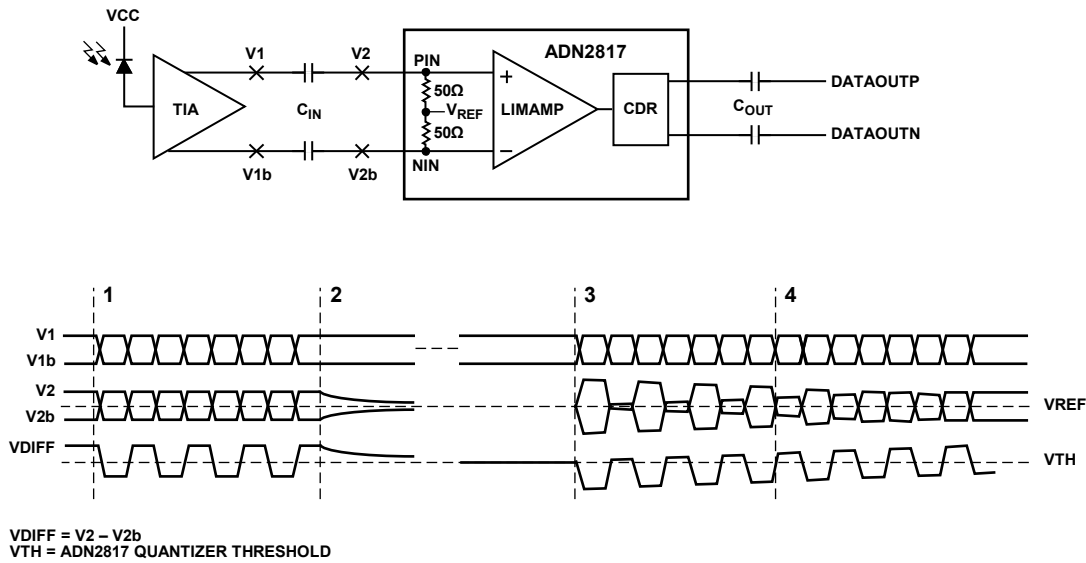 VCC
V1
V2
ADN2817
PIN
TIA
CIN
50Ω
VREF
50Ω
LIMAMP
+
−
CDR
COUT
DATAOUTP
DATAOUTN
V1b
V2b
NIN
1
2
3
4
V1
V1b
V2
V2b
VREF
VDIFF
VTH
VDIFF = V2 – V2b
VTH = ADN2817 QUANTIZER THRESHOLD